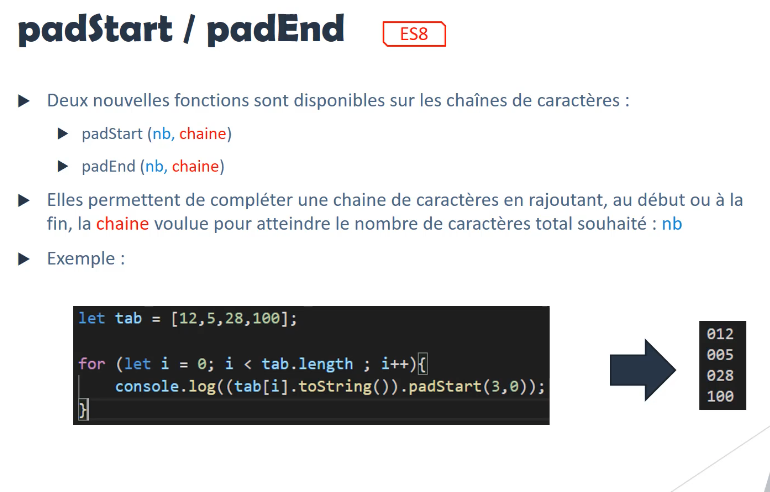 padStart / padEnd
ES8
Deux nouvelles fonctions sont disponibles sur les chaînes de caractères :
padStart (nb, chaine)
padEnd (nb, chaine)
Elles permettent de compléter une chaine de caractères en rajoutant, au début ou à la
fin, la chaine voulue pour atteindre le nombre de caractères total souhaité : nb
Exemple :
let tab = [12,5,28,100];
for (let i = 0; i < tab.length ; i++){
console.log((tab[i].toString()).padStart(3,0));
}
012
005
028
100